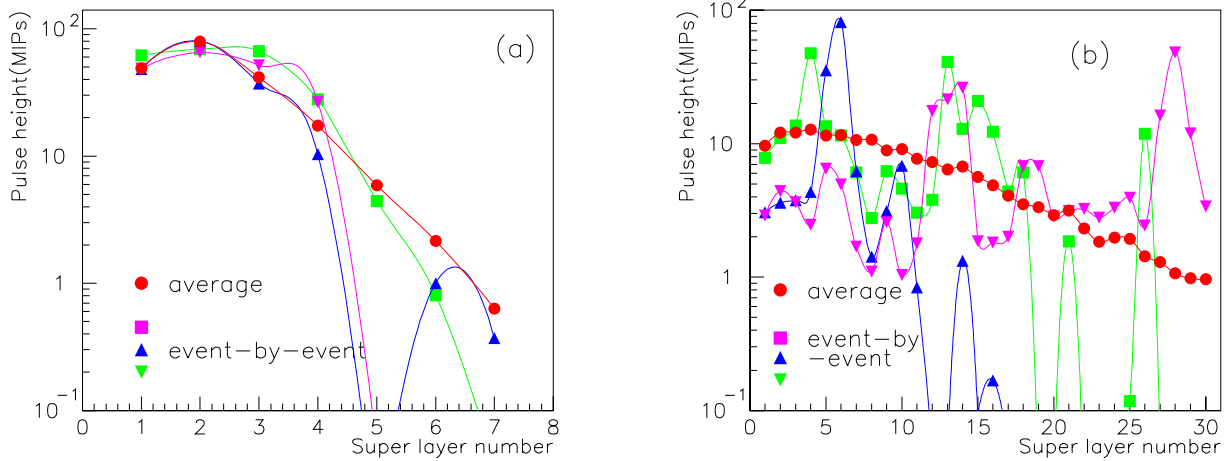 Pulse height(MIPs)
10^2
10
1
10^-1
(a)
average
event-by-event
0 1 2 3 4 5 6 7 8
Super layer number
Pulse height(MIPs)
10^2
10
1
10^-1
(b)
average
event-by
-event
0 5 10 15 20 25 30
Super layer number